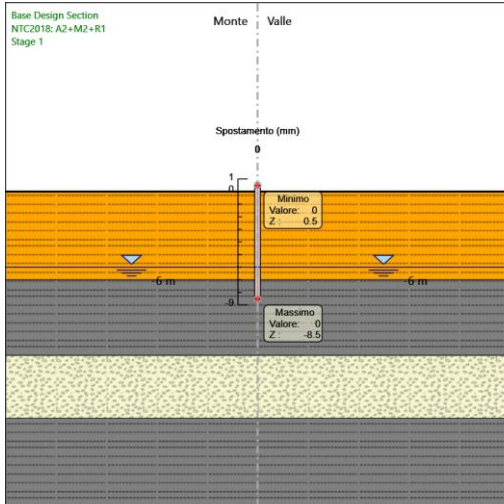 Base Design Section
NTC2018: A2+M2+R1
Stage 1
Monte
Valle
Spostamento (mm)
0
1
0
Minimo
Valore: 0
Z : 0.5
-6 m
-6 m
-9
Massimo
Valore: 0
Z : -8.5